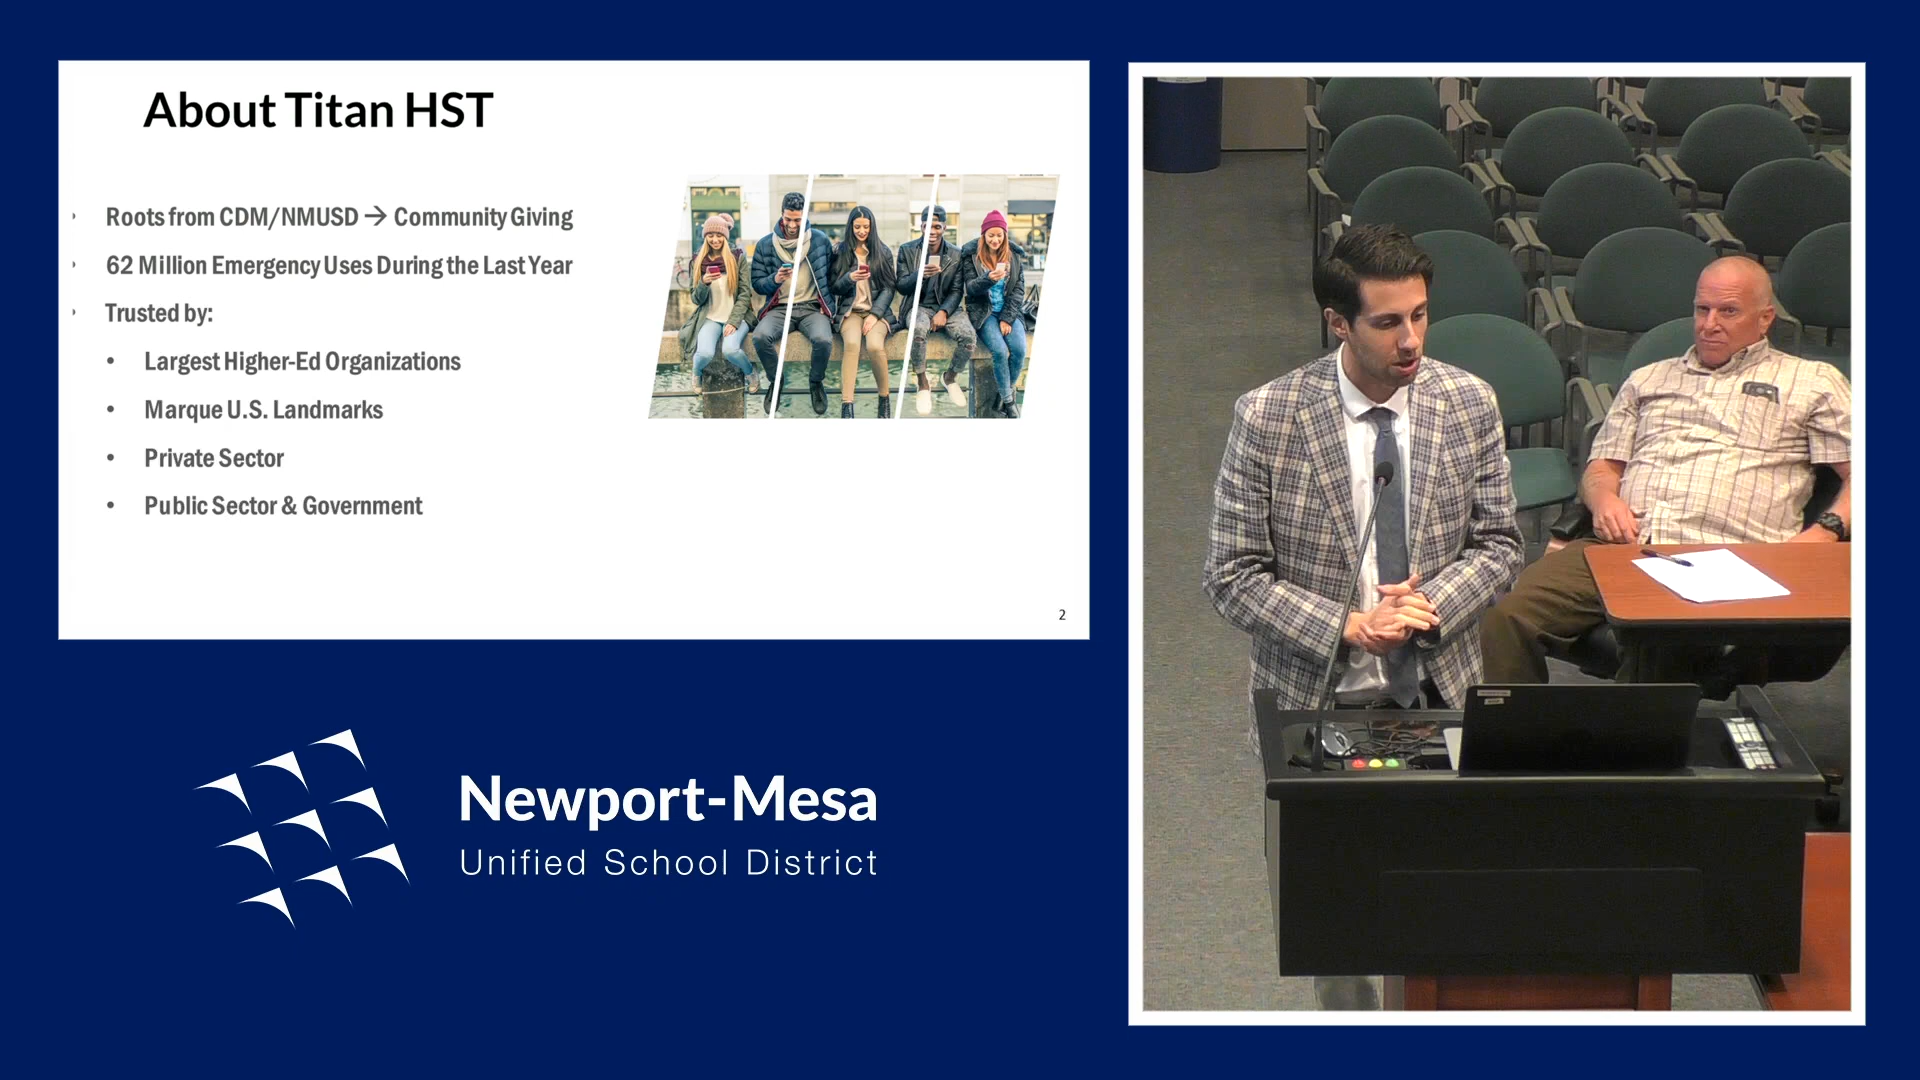 About Titan HST
Roots from CDM/NMUSD → Community Giving
62 Million Emergency Uses During the Last Year
Trusted by:
• Largest Higher-Ed Organizations
• Marque U.S. Landmarks
• Private Sector
• Public Sector & Government
2
Newport-Mesa
Unified School District